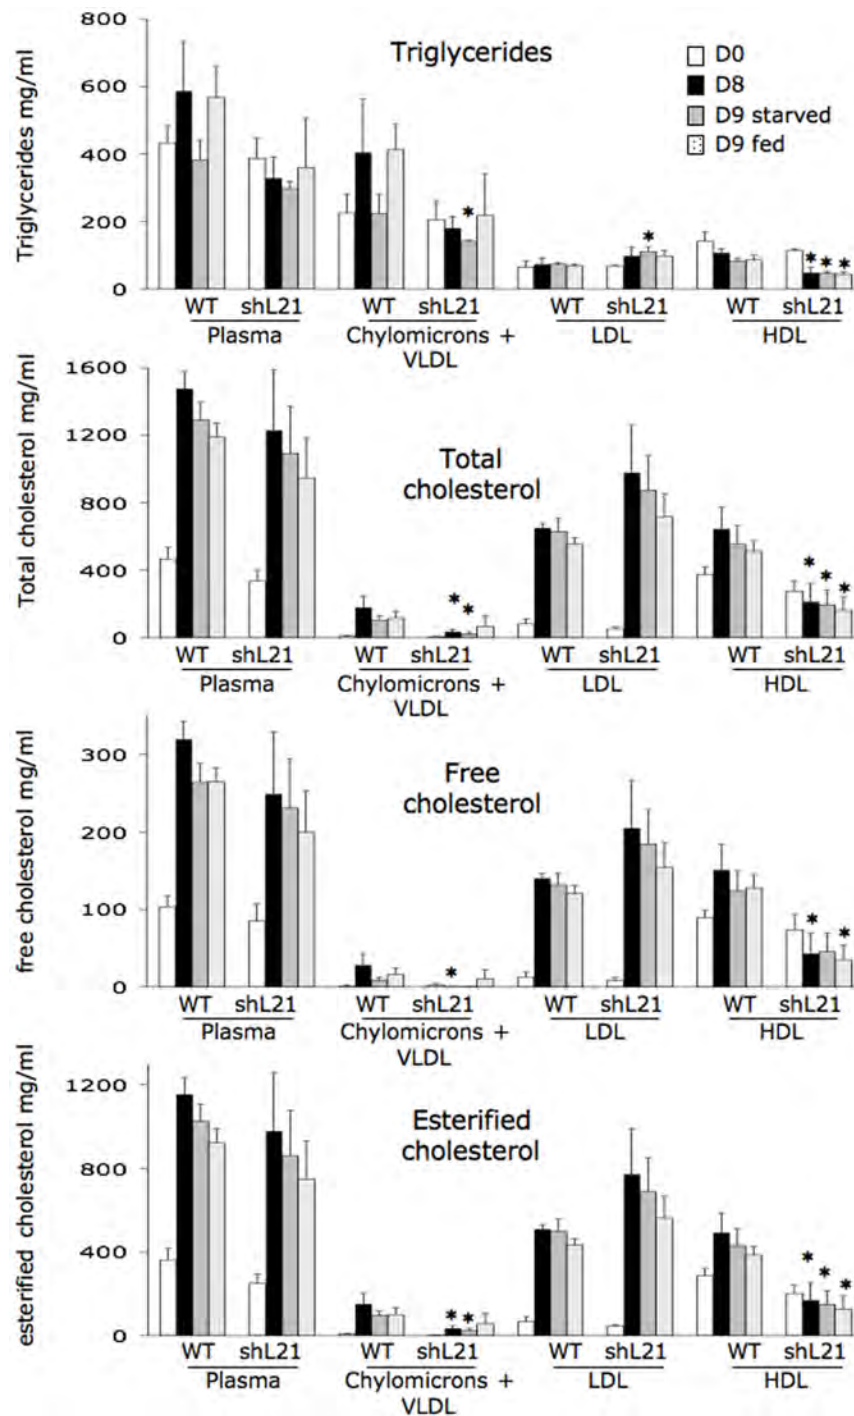 Triglycerides mg/ml
800
600
400
200
0
Triglycerides
D0
D8
D9 starved
D9 fed
*
*
* * *
WT shL21 WT shL21 WT shL21 WT shL21
Plasma Chylomicrons + VLDL LDL HDL
Total cholesterol mg/ml
1600
1200
800
400
0
Total
cholesterol
* *
* * *
WT shL21 WT shL21 WT shL21 WT shL21
Plasma Chylomicrons + VLDL LDL HDL
free cholesterol mg/ml
300
200
100
0
Free
cholesterol
*
* *
WT shL21 WT shL21 WT shL21 WT shL21
Plasma Chylomicrons + VLDL LDL HDL
esterified cholesterol mg/ml
1200
800
400
0
Esterified
cholesterol
* *
* * *
WT shL21 WT shL21 WT shL21 WT shL21
Plasma Chylomicrons + VLDL LDL HDL